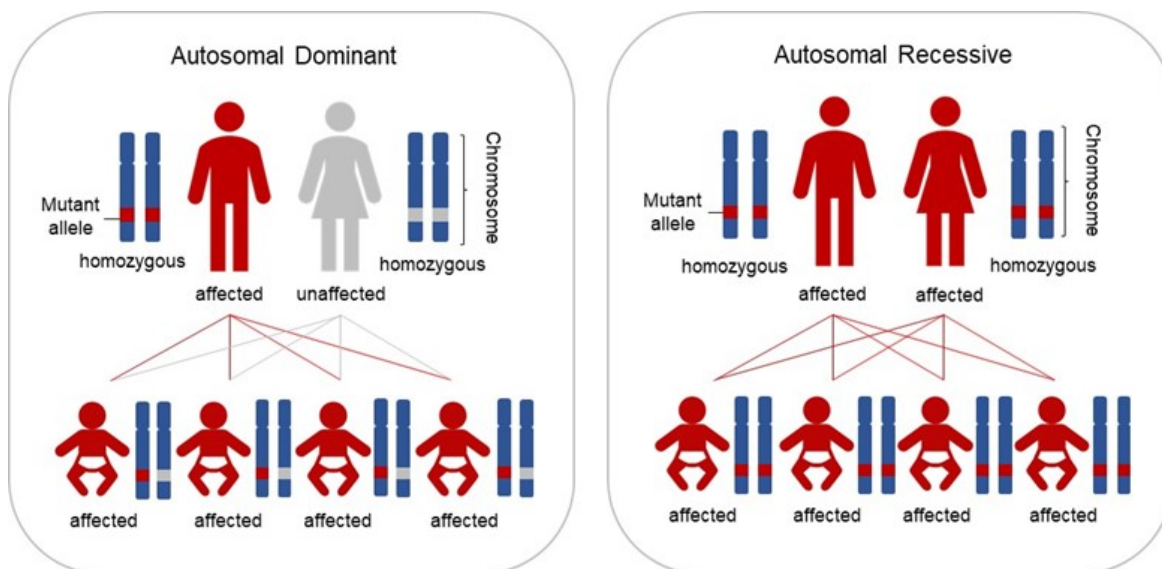 Autosomal Dominant
Chromosome
Mutant
allele
homozygous
homozygous
affected
unaffected
affected
affected
affected
affected
Autosomal Recessive
Chromosome
Mutant
allele
homozygous
homozygous
affected
affected
affected
affected
affected
affected